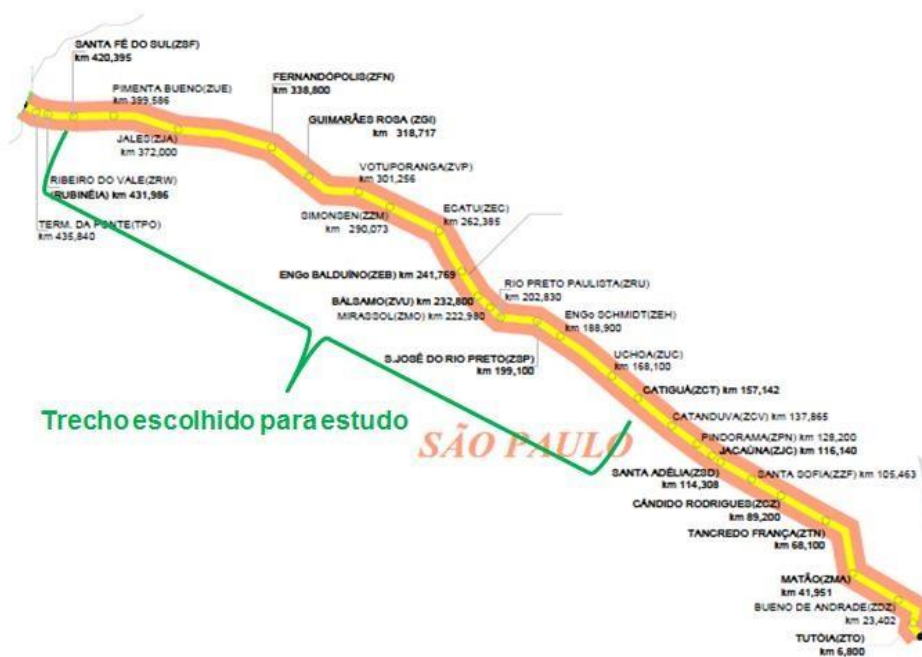 SANTA FÉ DO SUL(ZSF)
km 420,395
PIMENTA BUENO(ZUE)
km 399,586
FERNANDÓPOLIS(ZFN)
km 338,800
GUIMARÃES ROSA (ZGI)
km 318,717
JALES(ZJA)
km 372,000
VOTUPORANGA(ZVP)
km 301,256
RIBEIRO DO VALE(ZRW)
(RUBINÉIA) km 431,986
TERM. DA PONTE(TPO)
km 435,840
SIMONSEN(ZZM)
km 290,073
ECATU(ZEC)
km 262,385
ENGo BALDUÍNO(ZEB) km 241,769
RIO PRETO PAULISTA(ZRU)
km 202,830
BÁLSAMO(ZVU) km 232,800
MIRASSOL(ZMO) km 222,980
ENGo SCHMIDT(ZEH)
km 188,900
S.JOSÉ DO RIO PRETO(ZSP)
km 199,100
UCHOA(ZUC)
km 168,100
CATIGUÁ(ZCT) km 157,142
Trecho escolhido para estudo
CATANDUVA(ZCV) km 137,865
SÃO PAULO
PINDORAMA(ZPN) km 128,200
JACAÚNA(ZJC) km 116,140
SANTA ADÉLIA(ZSD)
km 114,308
SANTA SOFIA(ZZF) km 105,463
CÂNDIDO RODRIGUES(ZCZ)
km 89,200
TANCREDO FRANÇA(ZTN)
km 68,100
MATÃO(ZMA)
km 41,951
BUENO DE ANDRADE(ZDZ)
km 23,402
TUTÓIA(ZTO)
km 6,800